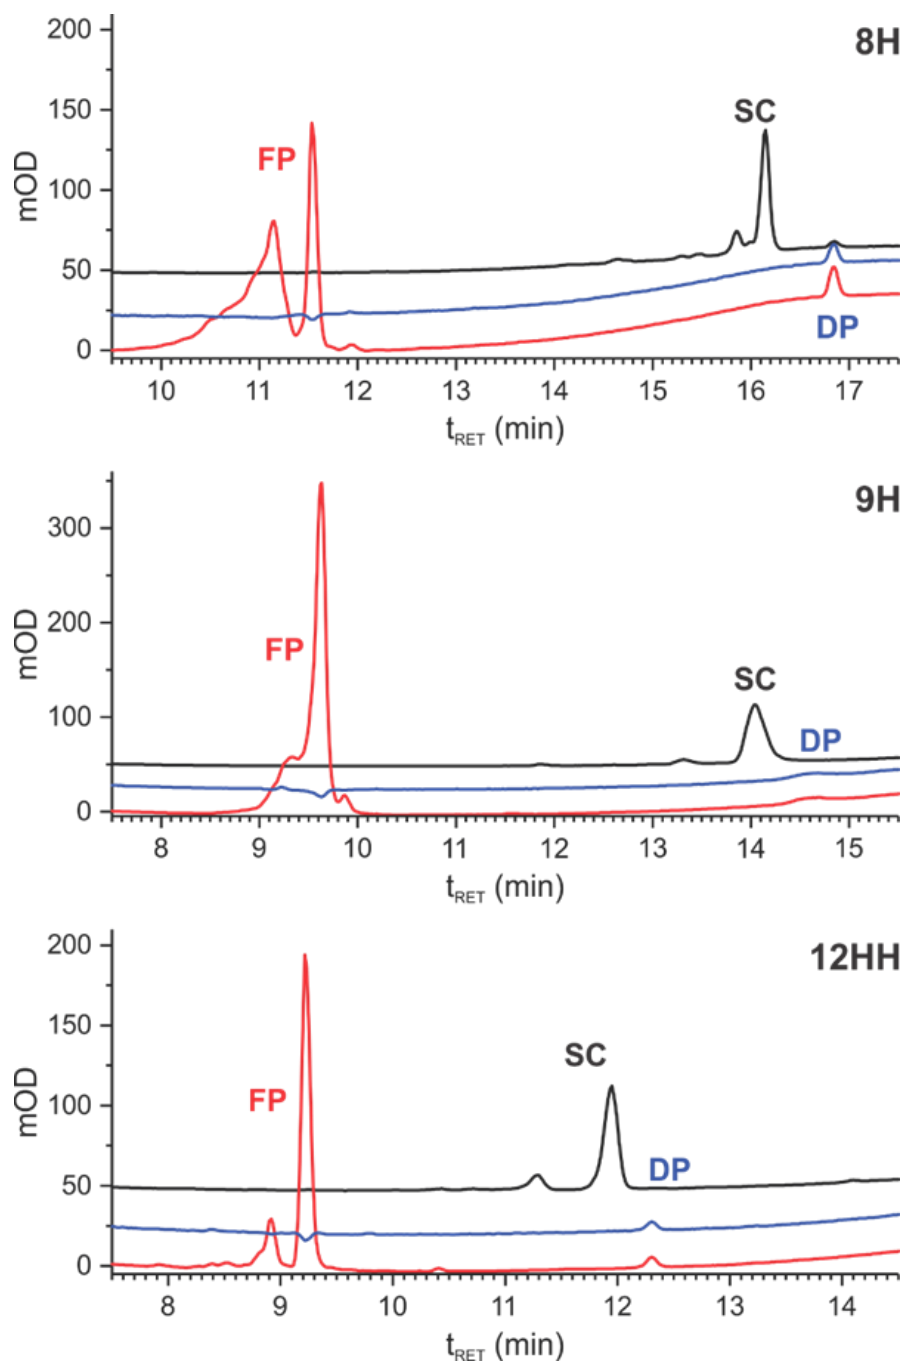 200
8H
150
SC
mOD
FP
100
50
DP
0
10 11 12 13 14 15 16 17
tRET (min)
9H
300
mOD
200
FP
SC
DP
100
0
8 9 10 11 12 13 14 15
tRET (min)
200
12HH
150
SC
mOD
FP
100
DP
50
0
8 9 10 11 12 13 14
tRET (min)